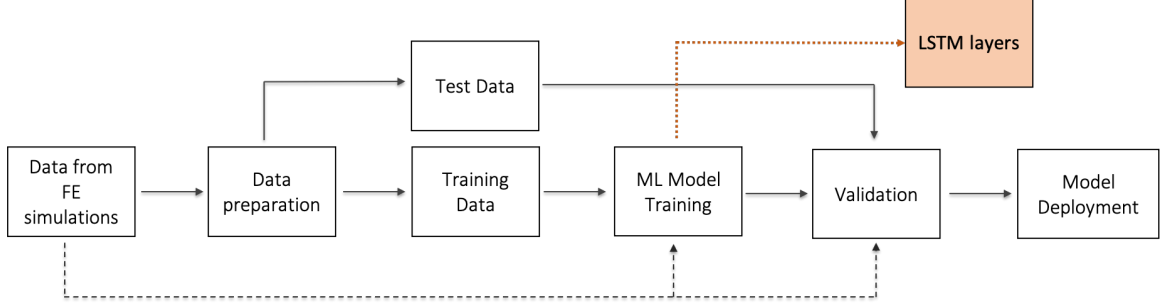 LSTM layers
Test Data
Data from
FE
simulations
Data
preparation
Training
Data
ML Model
Training
Validation
Model
Deployment